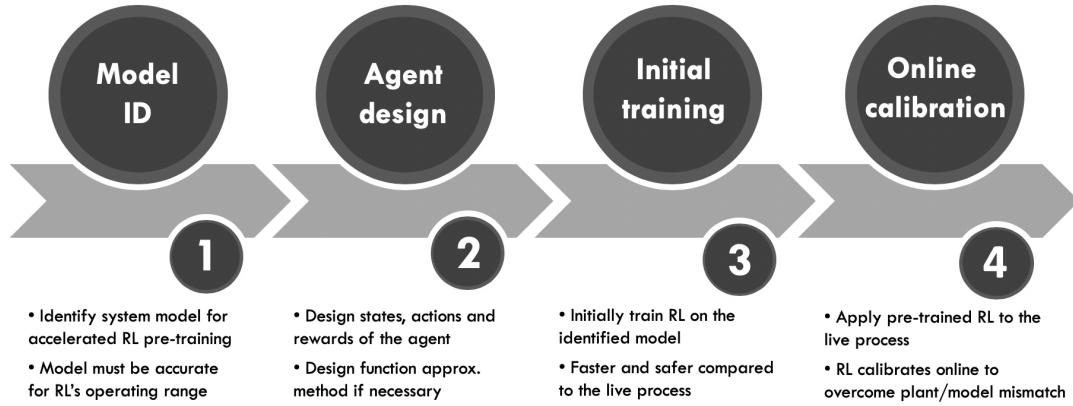 Model
ID
1
• Identify system model for
accelerated RL pre-training
• Model must be accurate
for RL's operating range
Agent
design
2
• Design states, actions and
rewards of the agent
• Design function approx.
method if necessary
Initial
training
3
• Initially train RL on the
identified model
• Faster and safer compared
to the live process
Online
calibration
4
• Apply pre-trained RL to the
live process
• RL calibrates online to
overcome plant/model mismatch